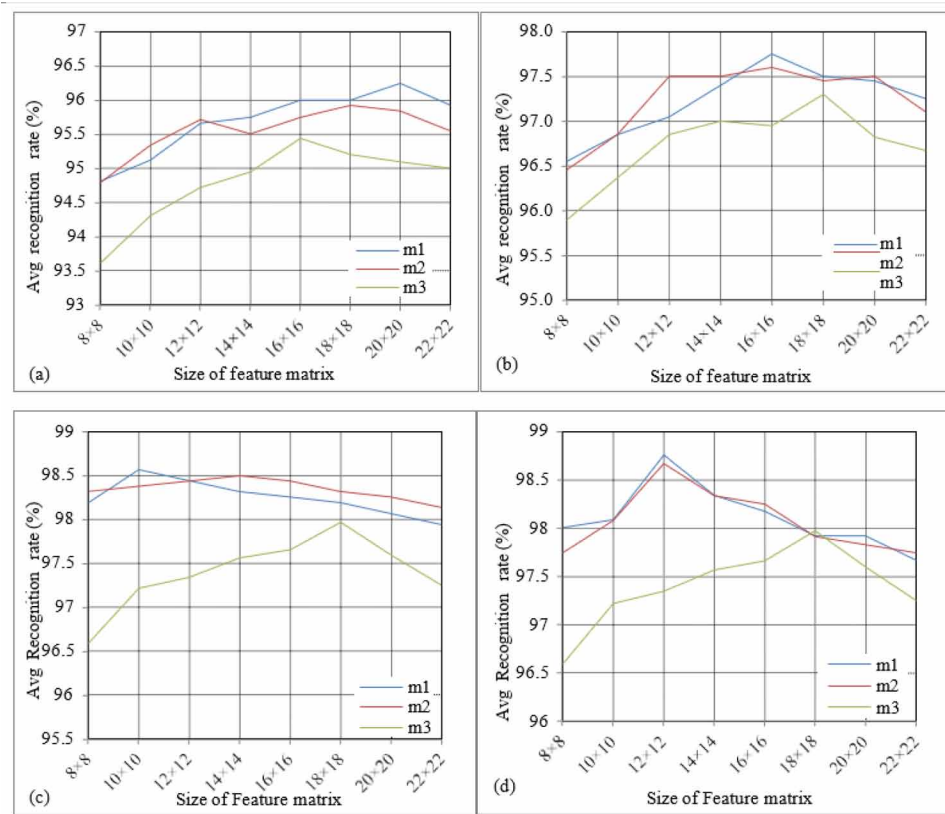 Avg recognition rate (%)
97
96.5
96
95.5
95
94.5
94
93.5
93
m1
m2
m3
8×8
10×10
12×12
14×14
16×16
18×18
20×20
22×22
(a)
Size of feature matrix
Avg recognition rate (%)
98.0
97.5
97.0
96.5
96.0
95.5
95.0
m1
m2
m3
8×8
10×10
12×12
14×14
16×16
18×18
20×20
22×22
(b)
Size of feature matrix
Avg Recognition rate (%)
99
98.5
98
97.5
97
96.5
96
95.5
m1
m2
m3
8×8
10×10
12×12
14×14
16×16
18×18
20×20
22×22
(c)
Size of Feature matrix
Avg Recognition rate (%)
99
98.5
98
97.5
97
96.5
96
m1
m2
m3
8×8
10×10
12×12
14×14
16×16
18×18
20×20
22×22
(d)
Size of Feature matrix